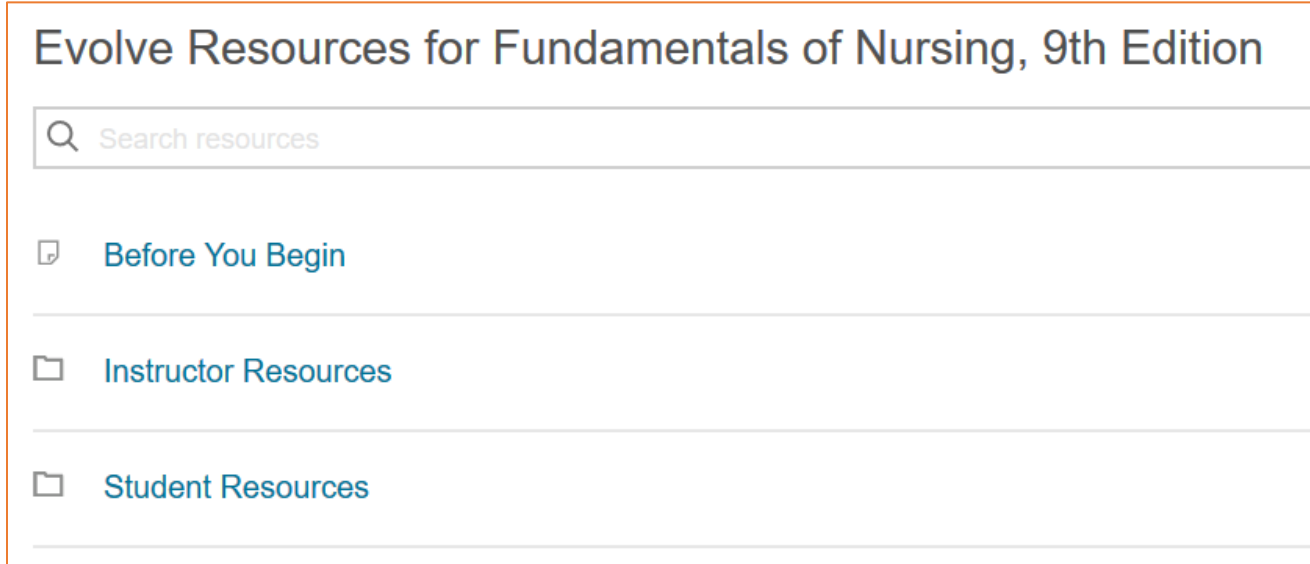 Evolve Resources for Fundamentals of Nursing, 9th Edition
Search resources
Before You Begin
Instructor Resources
Student Resources